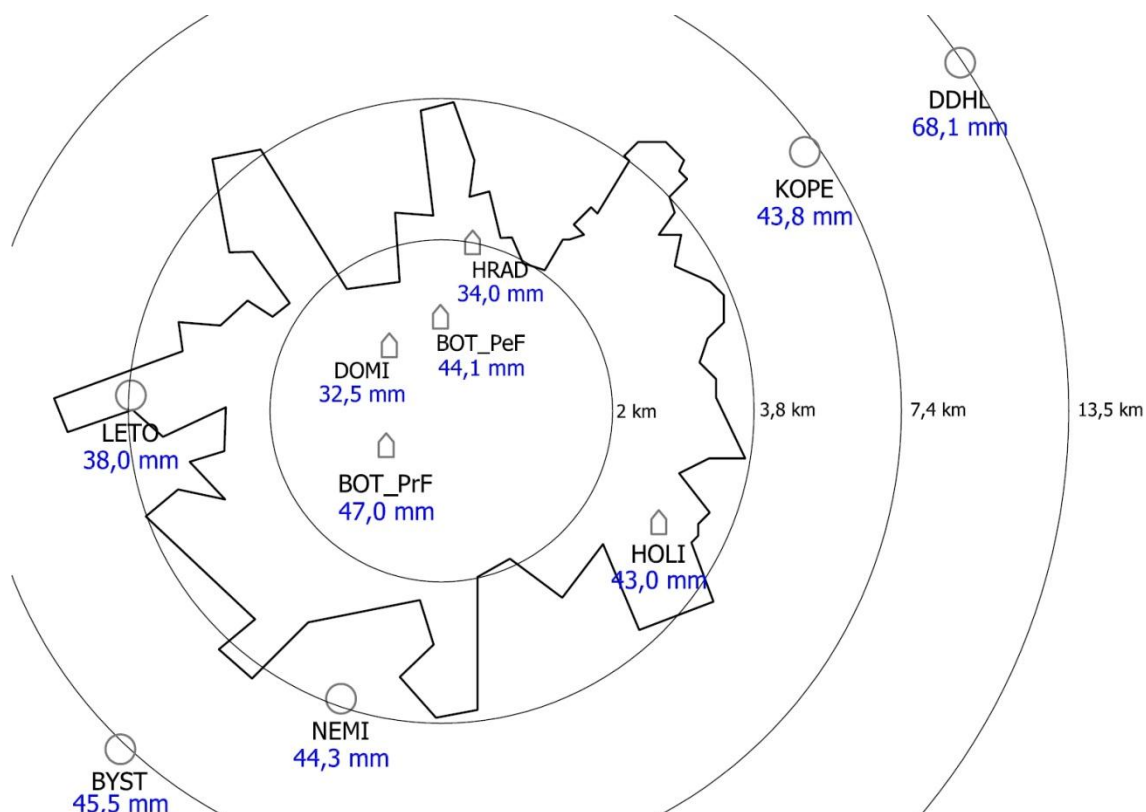 DDHL
68,1 mm
KOPE
43,8 mm
HRAD
34,0 mm
BOT_PeF
44,1 mm
DOMI
32,5 mm
2 km
3,8 km
7,4 km
13,5 km
LETO
38,0 mm
BOT_PrF
47,0 mm
HOLI
43,0 mm
NEMI
44,3 mm
BYST
45,5 mm